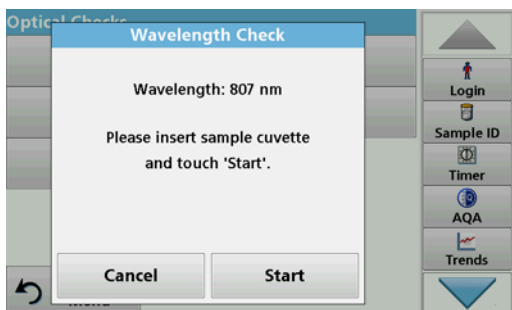 Optical Checks
Wavelength Check
Wavelength: 807 nm
Please insert sample cuvette
and touch 'Start'.
Cancel
Start
Menu
Login
Sample ID
Timer
AQA
Trends